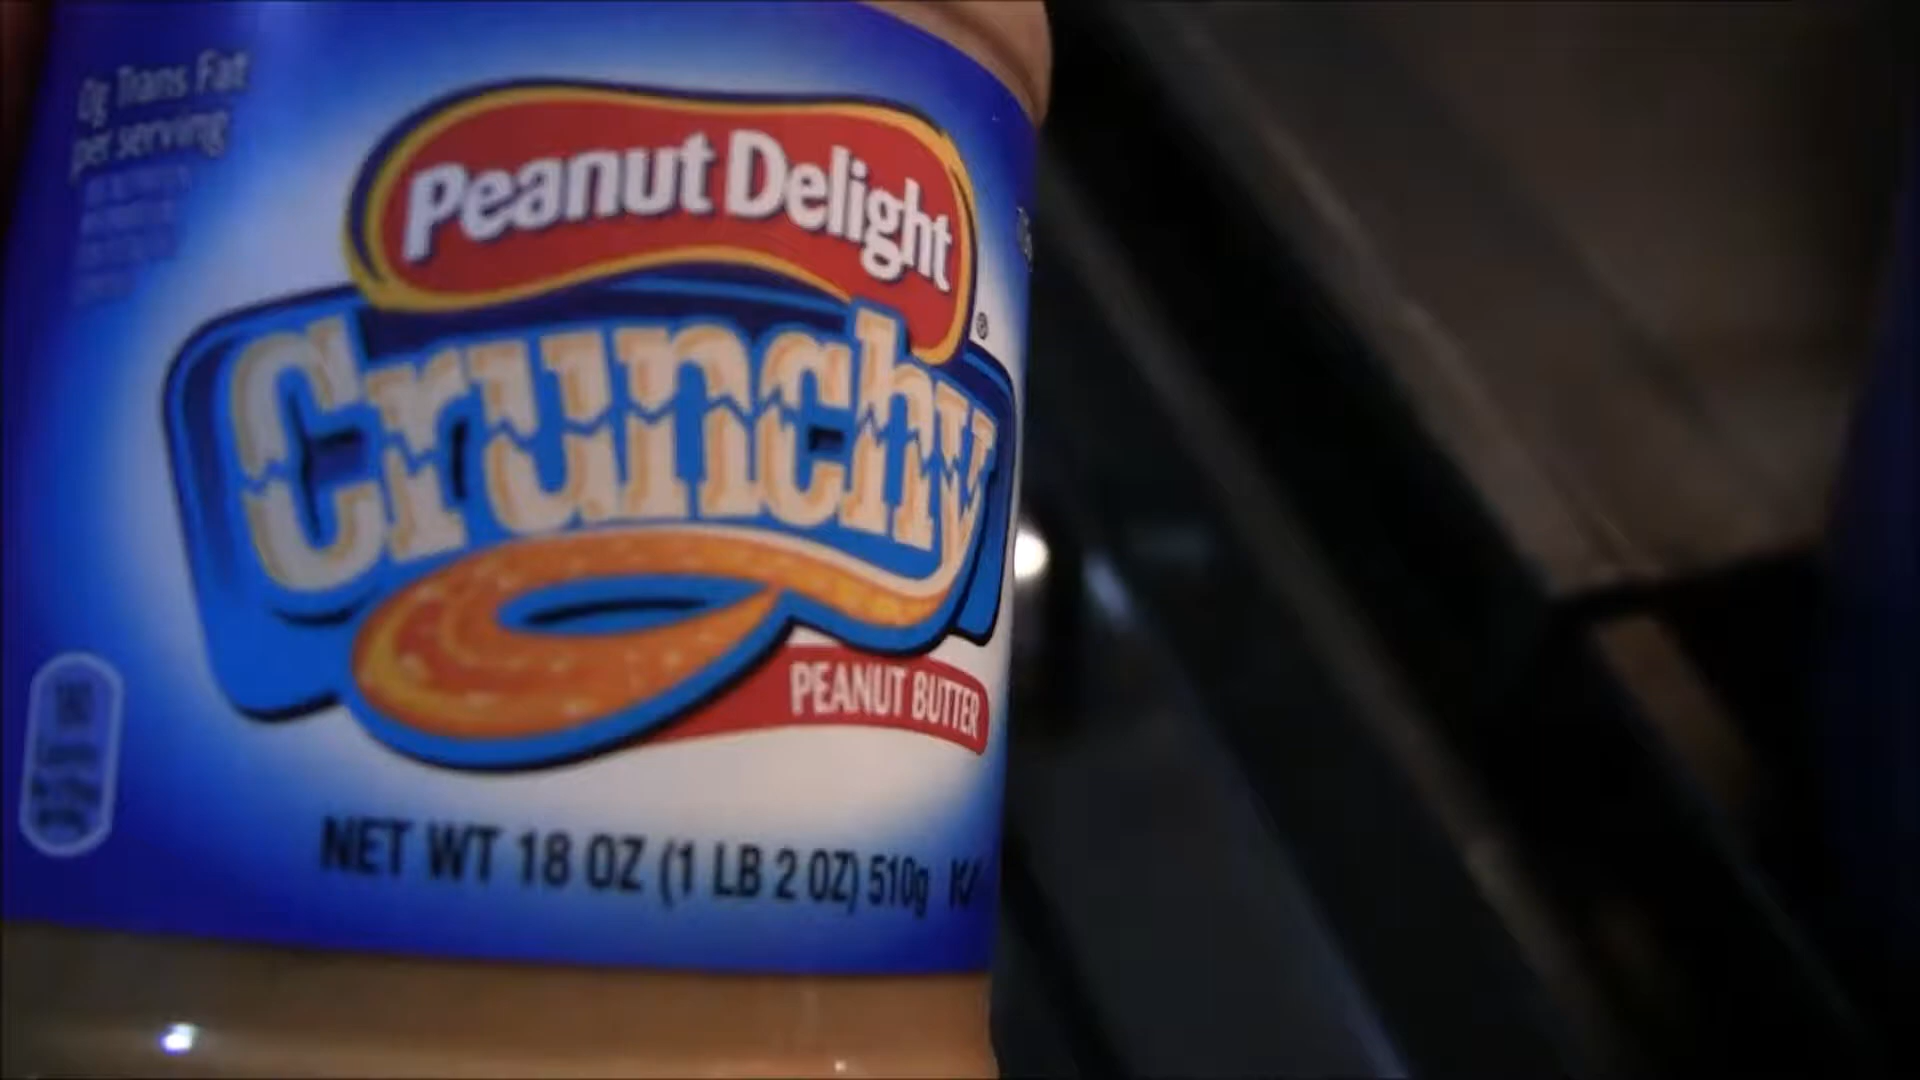 0g Trans Fat
per serving
Peanut Delight
®
Crunchy
PEANUT BUTTER
NET WT 18 OZ (1 LB 2 OZ) 510g